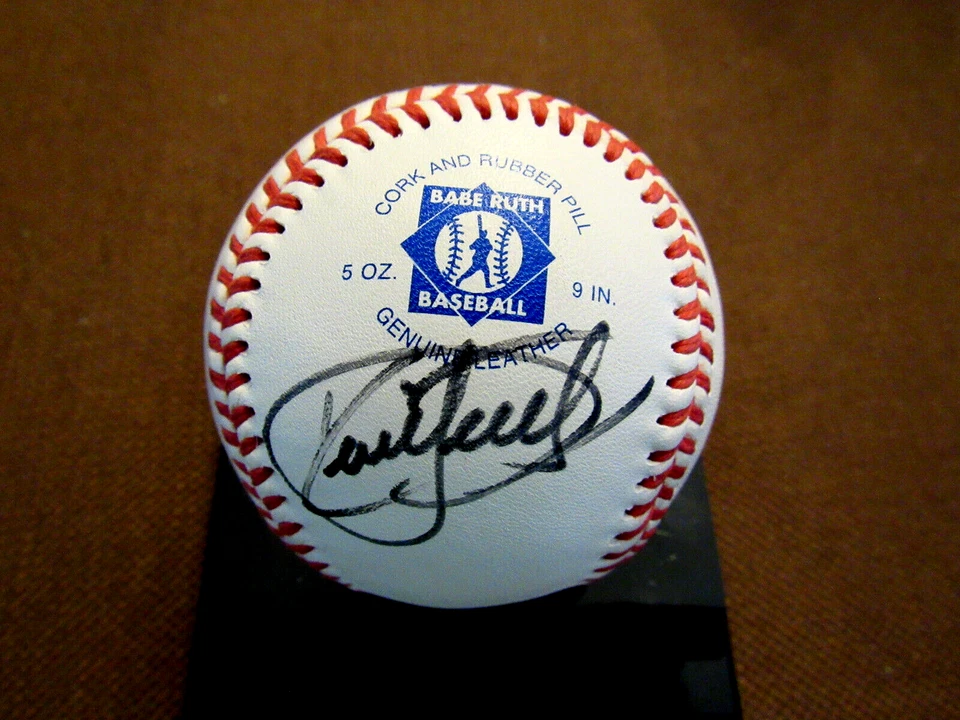 CORK AND RUBBER PILL
BABE RUTH
5 OZ.
9 IN.
BASEBALL
GENUINE LEATHER